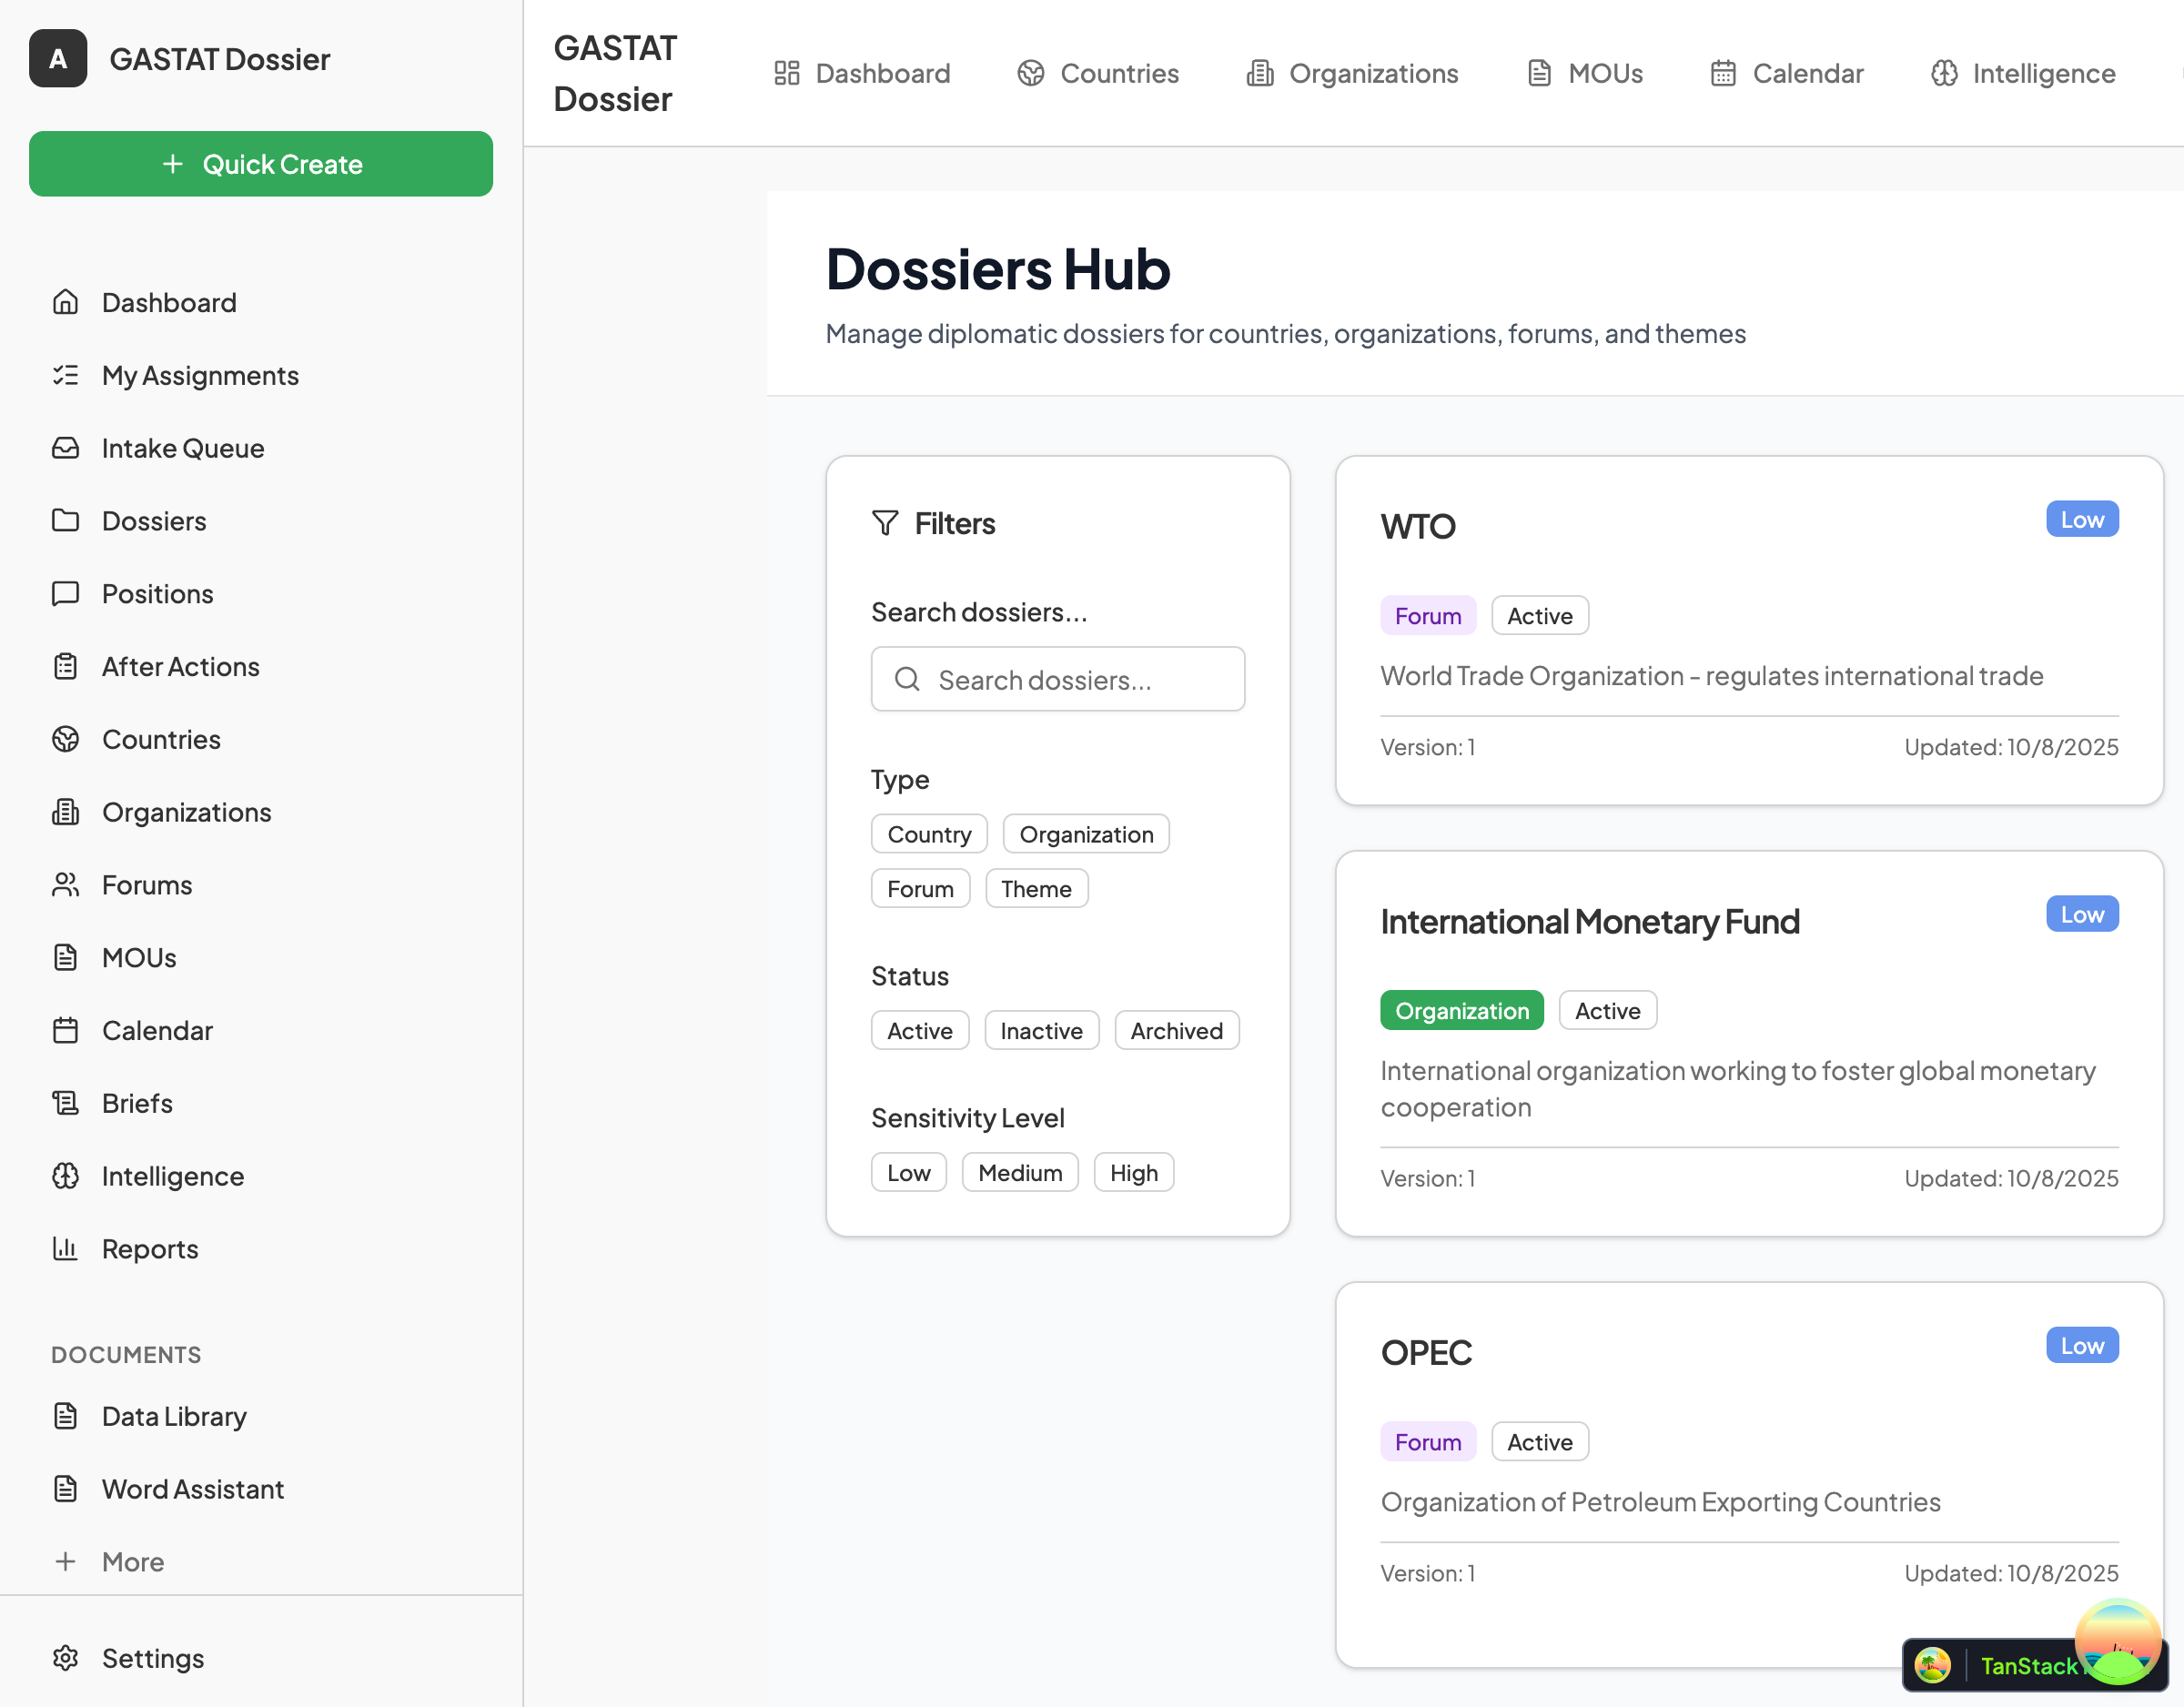 A
GASTAT Dossier
Quick Create
Dashboard
My Assignments
Intake Queue
Dossiers
Positions
After Actions
Countries
Organizations
Forums
MOUs
Calendar
Briefs
Intelligence
Reports
DOCUMENTS
Data Library
Word Assistant
More
Settings
GASTAT
Dossier
Dashboard
Countries
Organizations
MOUs
Calendar
Intelligence
Dossiers Hub
Manage diplomatic dossiers for countries, organizations, forums, and themes
Filters
Search dossiers...
Search dossiers...
Type
Country
Organization
Forum
Theme
Status
Active
Inactive
Archived
Sensitivity Level
Low
Medium
High
WTO
Low
Forum
Active
World Trade Organization - regulates international trade
Version: 1
Updated: 10/8/2025
International Monetary Fund
Low
Organization
Active
International organization working to foster global monetary
cooperation
Version: 1
Updated: 10/8/2025
OPEC
Low
Forum
Active
Organization of Petroleum Exporting Countries
Version: 1
Updated: 10/8/2025
TanStack